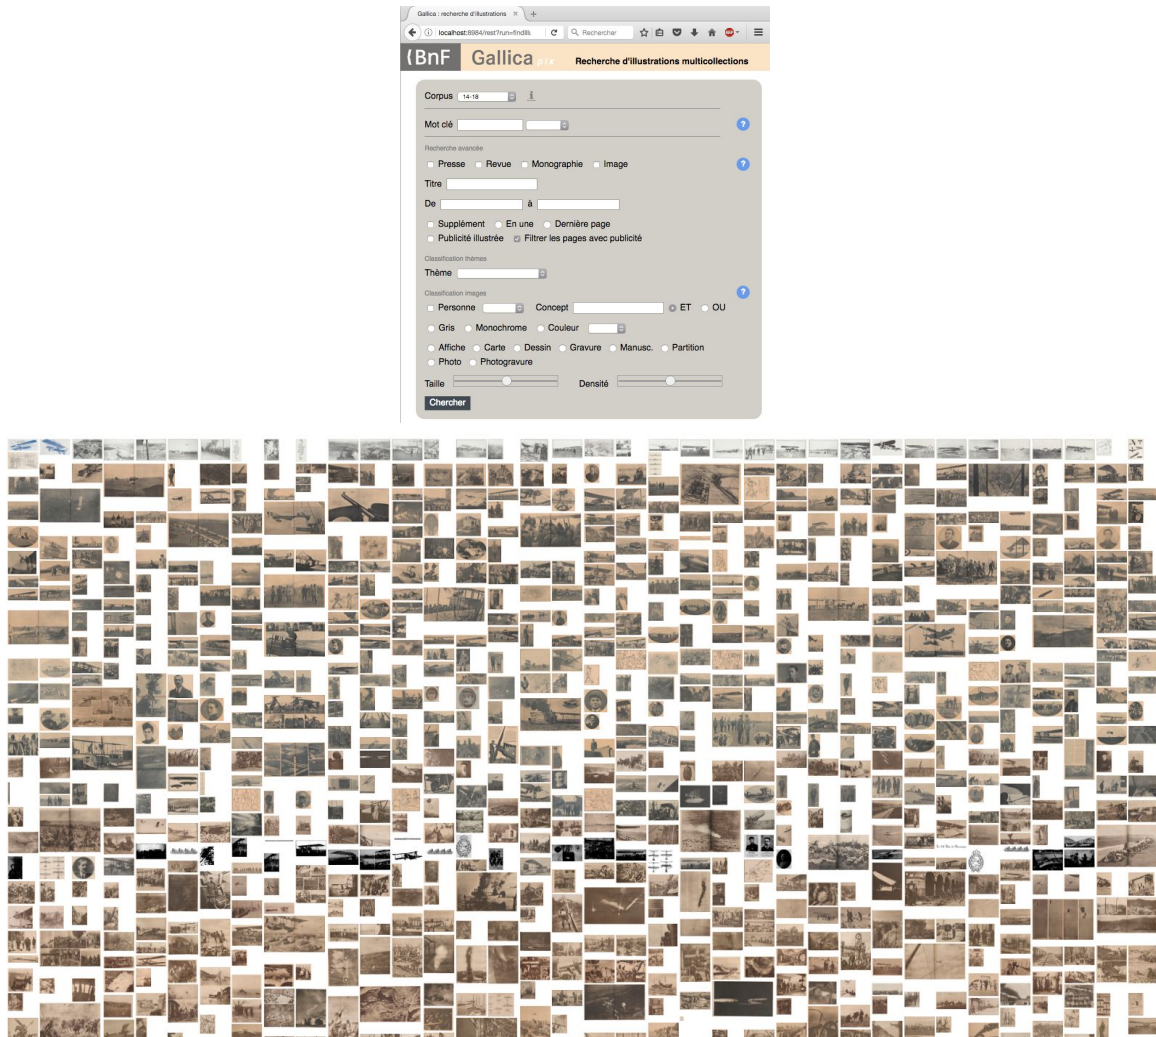 Gallica : recherche d'illustrations
localhost:8984/rest?run=findIllu
Rechercher
{BnF Gallica pix Recherche d'illustrations multicollections
Corpus 14-18 i
Mot clé ?
Recherche avancée
Presse Revue Monographie Image ?
Titre
De à
Supplément En une Dernière page
Publicité illustrée Filtrer les pages avec publicité
Classification thèmes
Thème
Classification images ?
Personne Concept ET OU
Gris Monochrome Couleur
Affiche Carte Dessin Gravure Manusc. Partition
Photo Photogravure
Taille Densité
Chercher